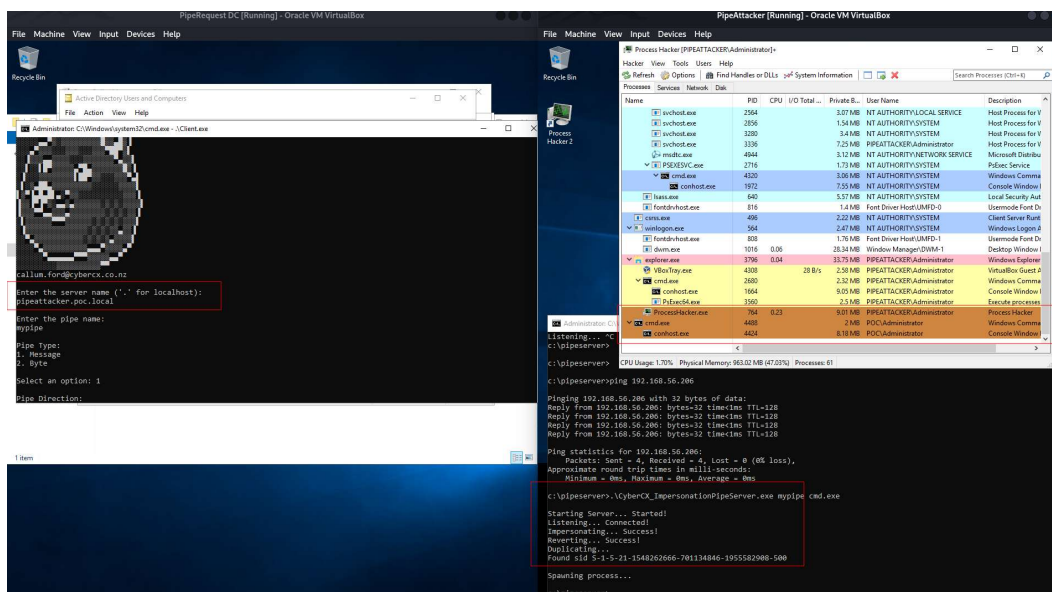 PipeRequest DC [Running] - Oracle VM VirtualBox
File Machine View Input Devices Help
Recycle Bin
Active Directory Users and Computers
File Action View Help
Administrator: C:\Windows\system32\cmd.exe - .\Client.exe
callum.ford@cybercx.co.nz
Enter the server name ('.' for localhost):
pipeattacker.poc.local
Enter the pipe name:
mypipe
Pipe Type:
1. Message
2. Byte
Select an option: 1
Pipe Direction:
1 item
PipeAttacker [Running] - Oracle VM VirtualBox
File Machine View Input Devices Help
Recycle Bin
Process
Hacker 2
Process Hacker [PIPEATTACKER\Administrator]+
Hacker View Tools Users Help
Refresh Options Find Handles or DLLs System Information Search Processes (Ctrl+K)
Processes Services Network Disk
Name PID CPU I/O Total ... Private B... User Name Description
svchost.exe 2564 3.07 MB NT AUTHORITY\LOCAL SERVICE Host Process for W
svchost.exe 2856 1.54 MB NT AUTHORITY\SYSTEM Host Process for W
svchost.exe 3280 3.4 MB NT AUTHORITY\SYSTEM Host Process for W
svchost.exe 3336 7.25 MB PIPEATTACKER\Administrator Host Process for W
msdtc.exe 4944 3.12 MB NT AUTHORITY\NETWORK SERVICE Microsoft Distribu
PSEXESVC.exe 2716 1.73 MB NT AUTHORITY\SYSTEM PsExec Service
cmd.exe 4320 3.06 MB NT AUTHORITY\SYSTEM Windows Comma
conhost.exe 1972 7.55 MB NT AUTHORITY\SYSTEM Console Window
lsass.exe 640 5.57 MB NT AUTHORITY\SYSTEM Local Security Aut
fontdrvhost.exe 816 1.4 MB Font Driver Host\UMFD-0 Usermode Font Dr
csrss.exe 496 2.22 MB NT AUTHORITY\SYSTEM Client Server Runt
winlogon.exe 564 2.47 MB NT AUTHORITY\SYSTEM Windows Logon A
fontdrvhost.exe 808 1.76 MB Font Driver Host\UMFD-1 Usermode Font Dr
dwm.exe 1016 0.06 28.34 MB Window Manager\DWM-1 Desktop Window
explorer.exe 3796 0.04 33.75 MB PIPEATTACKER\Administrator Windows Explorer
VBoxTray.exe 4308 28 B/s 2.58 MB PIPEATTACKER\Administrator VirtualBox Guest A
cmd.exe 2680 2.32 MB PIPEATTACKER\Administrator Windows Comma
conhost.exe 1664 9.05 MB PIPEATTACKER\Administrator Console Window
PsExec64.exe 3560 2.5 MB PIPEATTACKER\Administrator Execute processes
ProcessHacker.exe 764 0.23 9.01 MB PIPEATTACKER\Administrator Process Hacker
cmd.exe 4488 2 MB POC\Administrator Windows Comma
conhost.exe 4424 8.18 MB POC\Administrator Console Window
CPU Usage: 1.70% Physical Memory: 963.02 MB (47.03%) Processes: 61
Administrator: C:\
Listening... ^C
c:\pipeserver>
c:\pipeserver>
c:\pipeserver>ping 192.168.56.206
Pinging 192.168.56.206 with 32 bytes of data:
Reply from 192.168.56.206: bytes=32 time<1ms TTL=128
Reply from 192.168.56.206: bytes=32 time<1ms TTL=128
Reply from 192.168.56.206: bytes=32 time<1ms TTL=128
Reply from 192.168.56.206: bytes=32 time<1ms TTL=128
Ping statistics for 192.168.56.206:
Packets: Sent = 4, Received = 4, Lost = 0 (0% loss),
Approximate round trip times in milli-seconds:
Minimum = 0ms, Maximum = 0ms, Average = 0ms
c:\pipeserver>.\CyberCX_ImpersonationPipeServer.exe mypipe cmd.exe
Starting Server... Started!
Listening... Connected!
Impersonating... Success!
Reverting... Success!
Duplicating...
Found sid S-1-5-21-1548262666-701134846-1955582908-500
Spawning process...